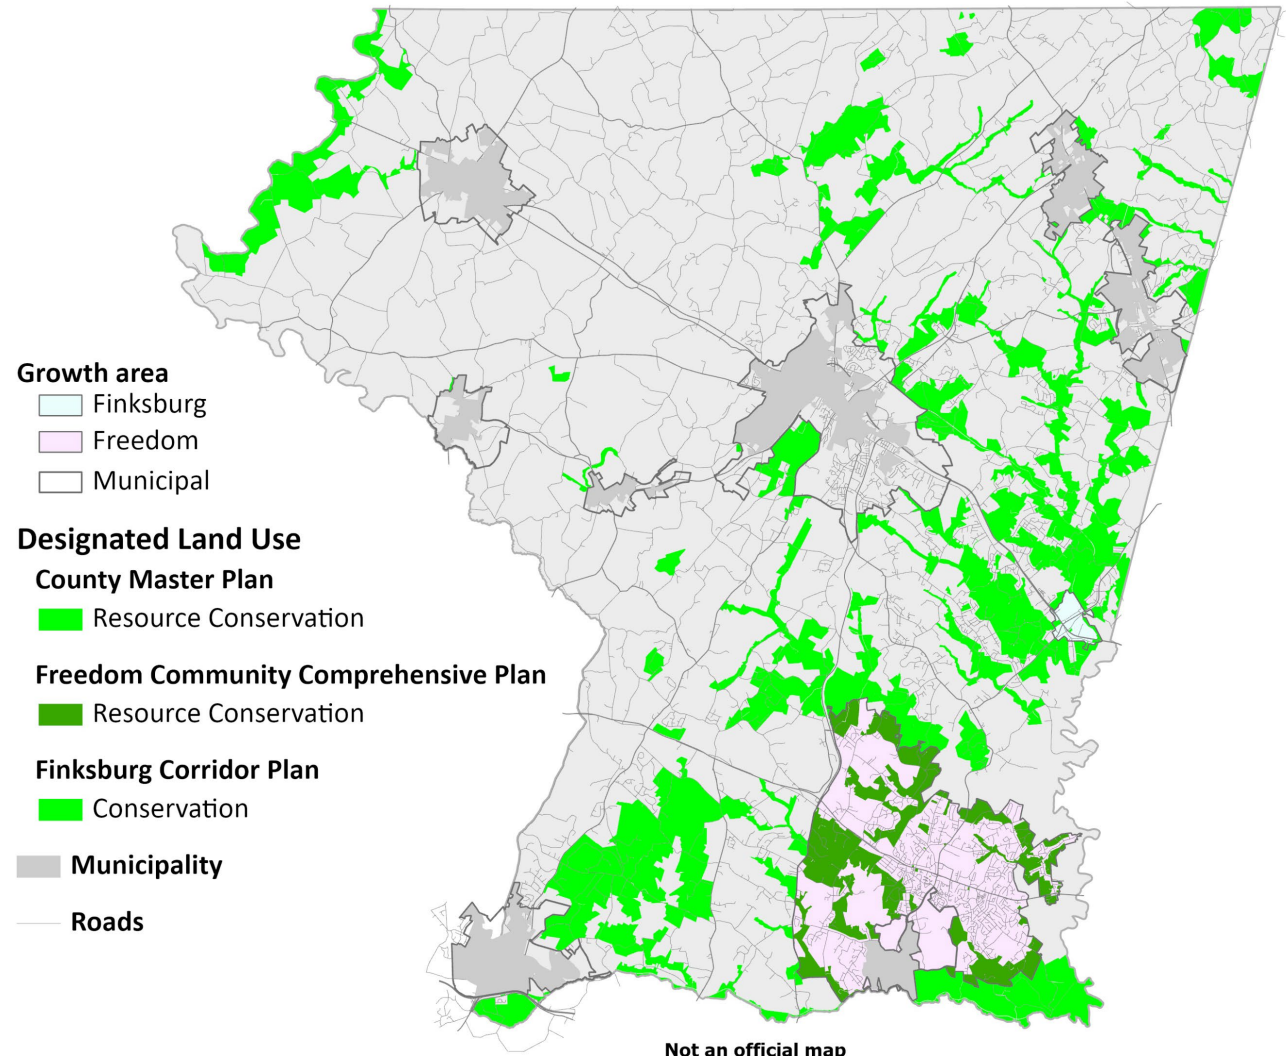 Growth area
Finksburg
Freedom
Municipal
Designated Land Use
County Master Plan
Resource Conservation
Freedom Community Comprehensive Plan
Resource Conservation
Finksburg Corridor Plan
Conservation
Municipality
Roads
Not an official map